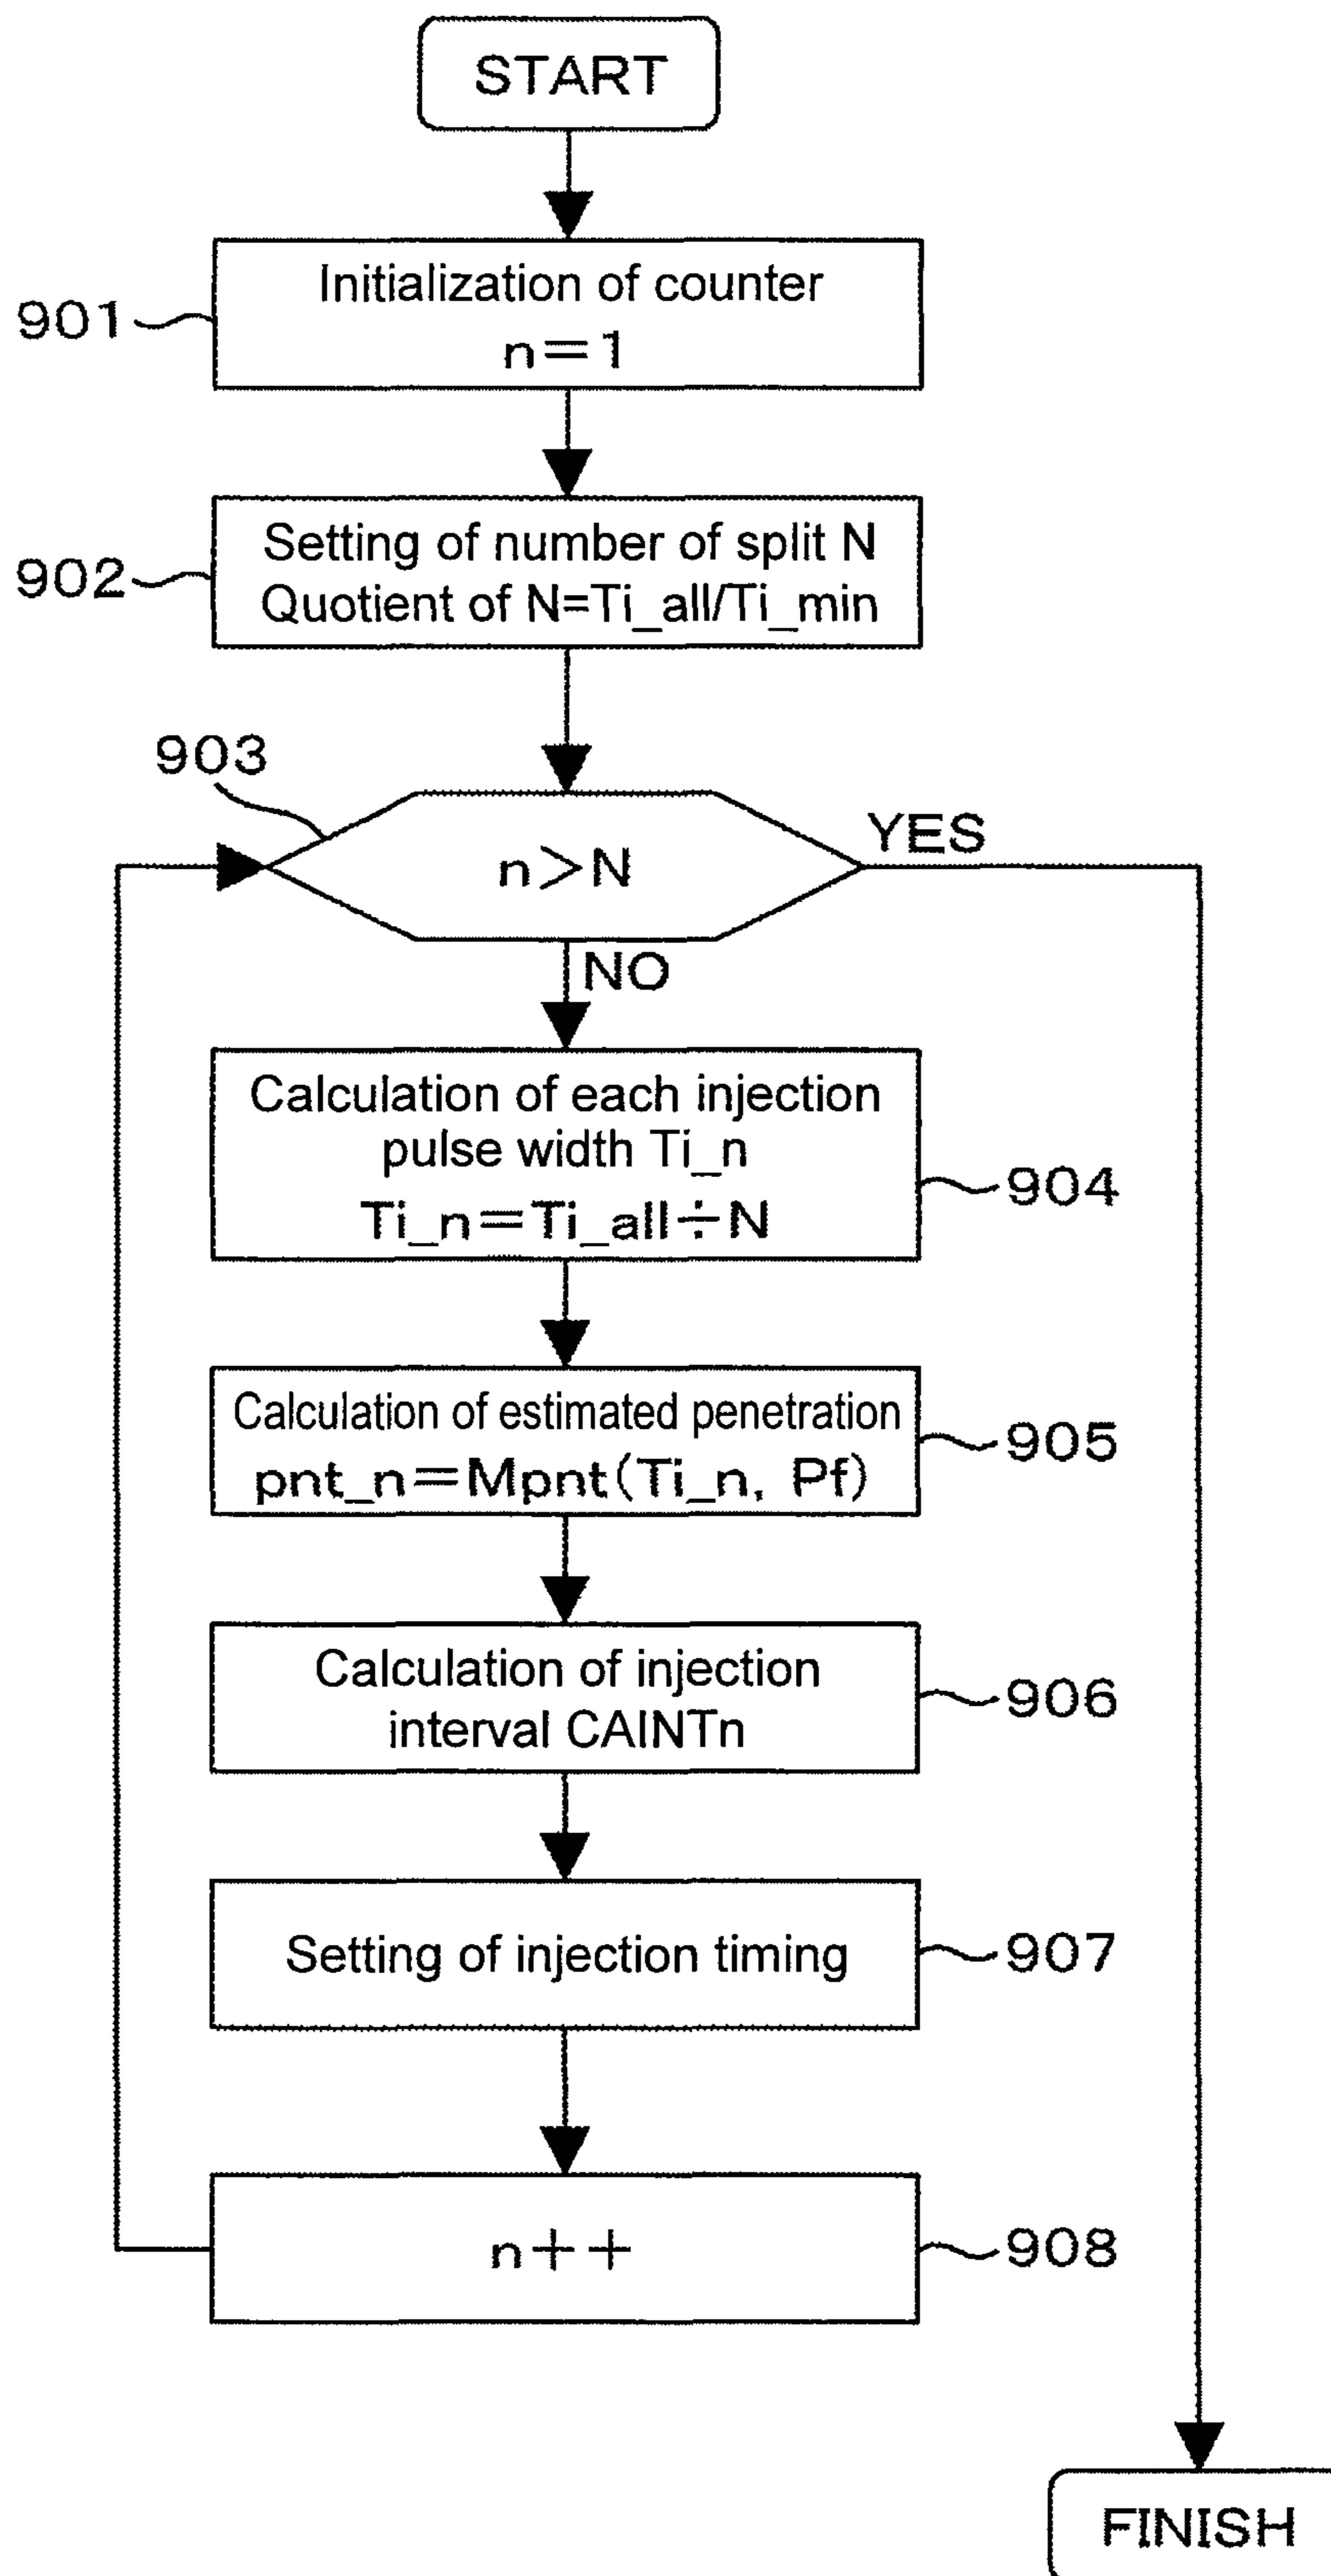 START
901
Initialization of counter
n=1
902
Setting of number of split N
Quotient of N=Ti_all/Ti_min
903
n>N
YES
NO
Calculation of each injection
pulse width Ti_n
Ti_n=Ti_all÷N
904
Calculation of estimated penetration
pnt_n=Mpnt(Ti_n, Pf)
905
Calculation of injection
interval CAINTn
906
Setting of injection timing
907
n++
908
FINISH